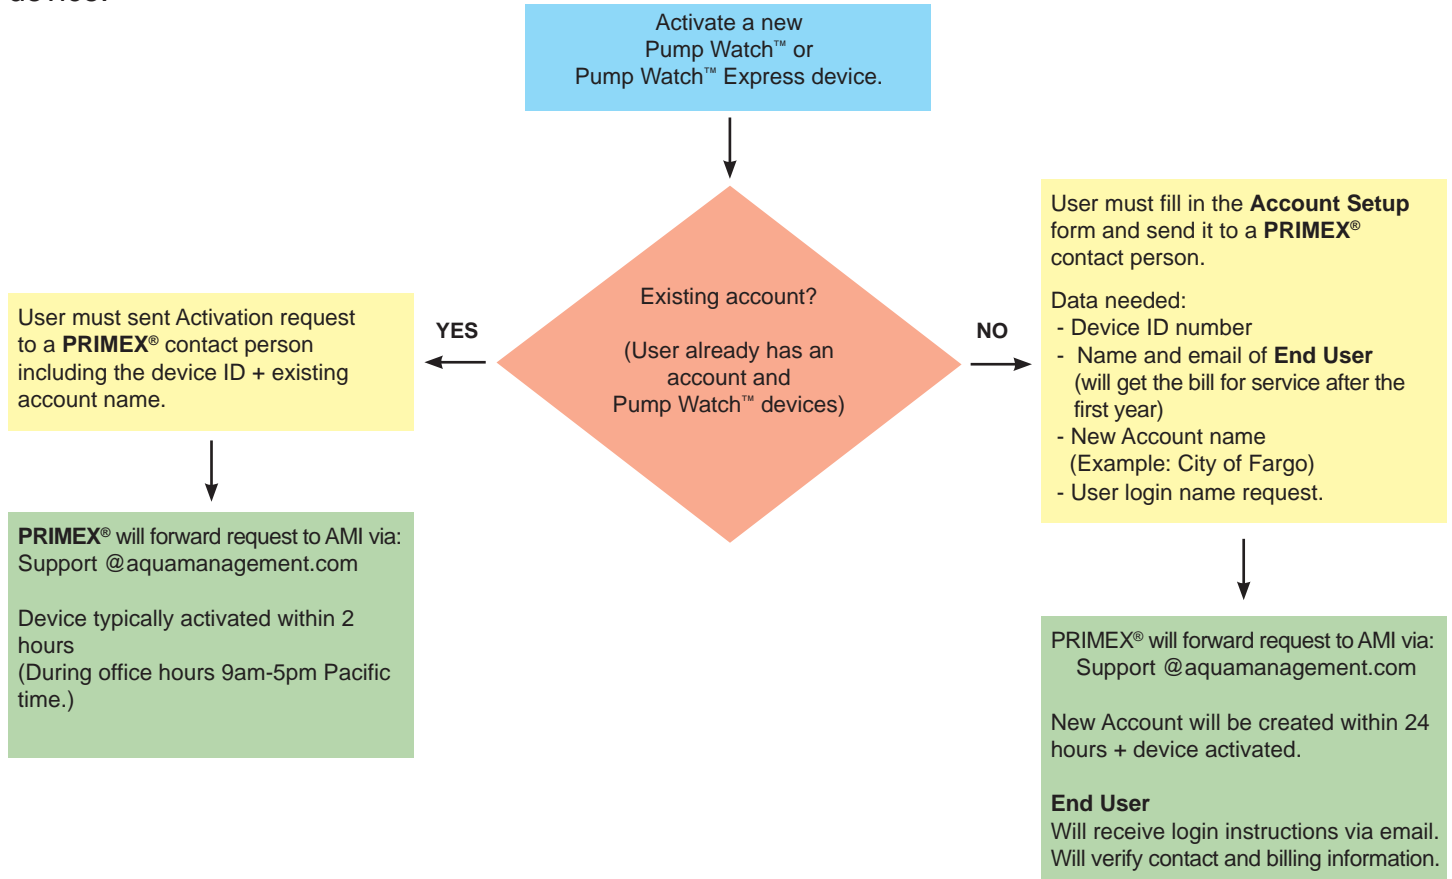 device.
Activate a new
Pump Watch™ or
Pump Watch™ Express device.
Existing account?
(User already has an
account and
Pump Watch™ devices)
YES
User must sent Activation request
to a PRIMEX® contact person
including the device ID + existing
account name.
PRIMEX® will forward request to AMI via:
Support @aquamanagement.com
Device typically activated within 2
hours
(During office hours 9am-5pm Pacific
time.)
NO
User must fill in the Account Setup
form and send it to a PRIMEX®
contact person.
Data needed:
- Device ID number
- Name and email of End User
(will get the bill for service after the
first year)
- New Account name
(Example: City of Fargo)
- User login name request.
PRIMEX® will forward request to AMI via:
Support @aquamanagement.com
New Account will be created within 24
hours + device activated.
End User
Will receive login instructions via email.
Will verify contact and billing information.